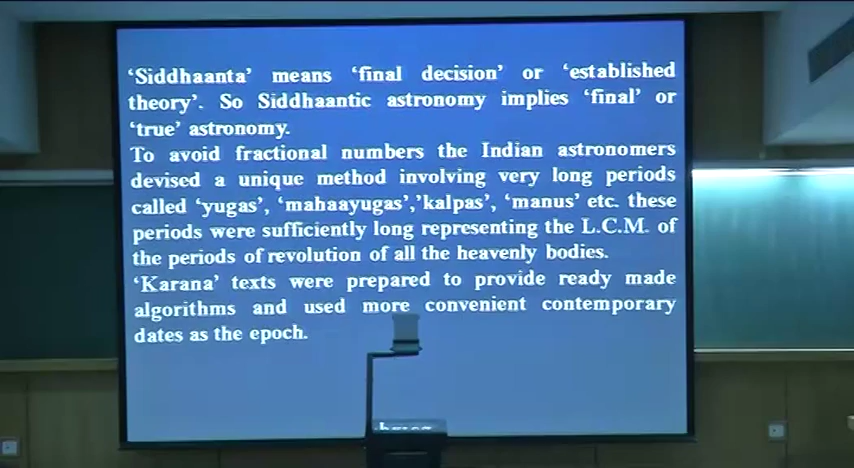 ‘Siddhaanta’ means ‘final decision’ or ‘established
theory’. So Siddhaantic astronomy implies ‘final’ or
‘true’ astronomy.
To avoid fractional numbers the Indian astronomers
devised a unique method involving very long periods
called ‘yugas’, ‘mahaayugas’,’kalpas’, ‘manus’ etc. these
periods were sufficiently long representing the L.C.M. of
the periods of revolution of all the heavenly bodies.
‘Karana’ texts were prepared to provide ready made
algorithms and used more convenient contemporary
dates as the epoch.